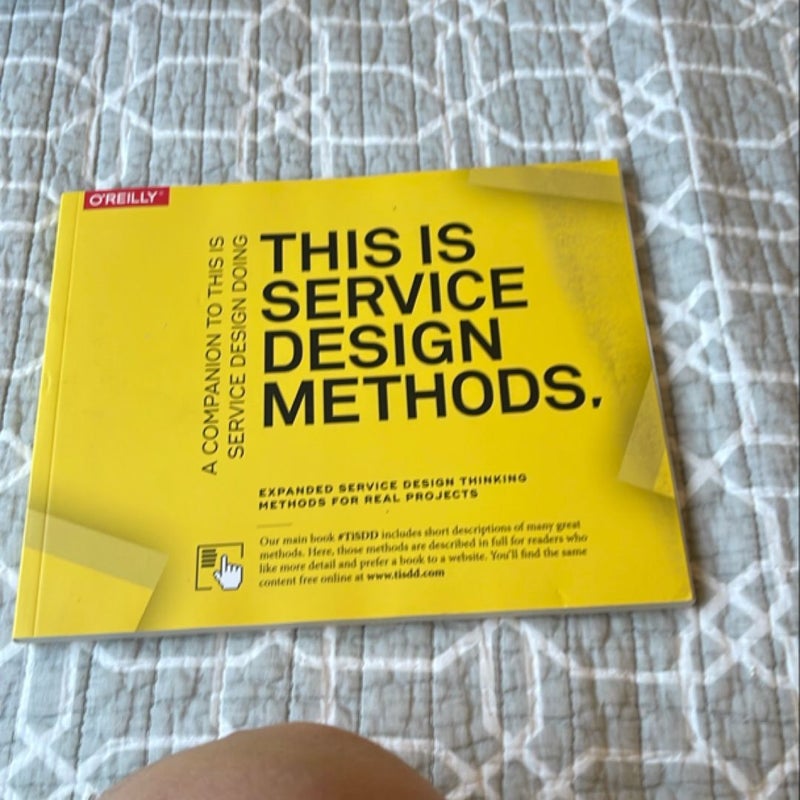 O'REILLY
A COMPANION TO THIS IS
SERVICE DESIGN DOING
THIS IS
SERVICE
DESIGN
METHODS.
EXPANDED SERVICE DESIGN THINKING
METHODS FOR REAL PROJECTS
Our main book #TiSDD includes short descriptions of many great
methods. Here, those methods are described in full for readers who
like more detail and prefer a book to a website. You'll find the same
content free online at www.tisdd.com